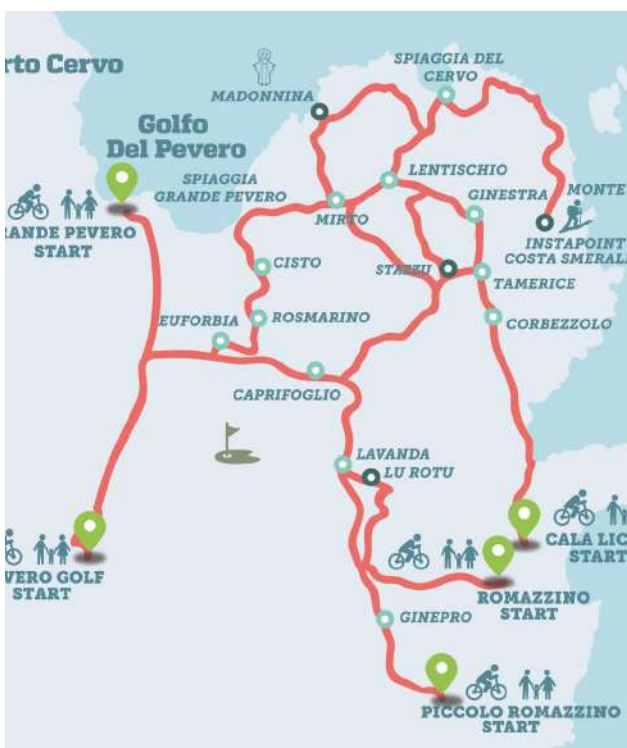 rto Cervo
Golfo
Del Pevero
MADONNINA
SPIAGGIA DEL
CERVO
SPIAGGIA
GRANDE PEVERO
LENTISCHIO
MIRTO
GINESTRA
MONTE
INSTAPOINT
COSTA SMERAL
RANDE PEVERO
START
CISTO
STAZZU
TAMERICE
EUFORBIA
ROSMARINO
CORBEZZOLO
CAPRIFOGLIO
LAVANDA
LU ROTU
VERO GOLF
START
CALA LIC
START
ROMAZZINO
START
GINEPRO
PICCOLO ROMAZZINO
START